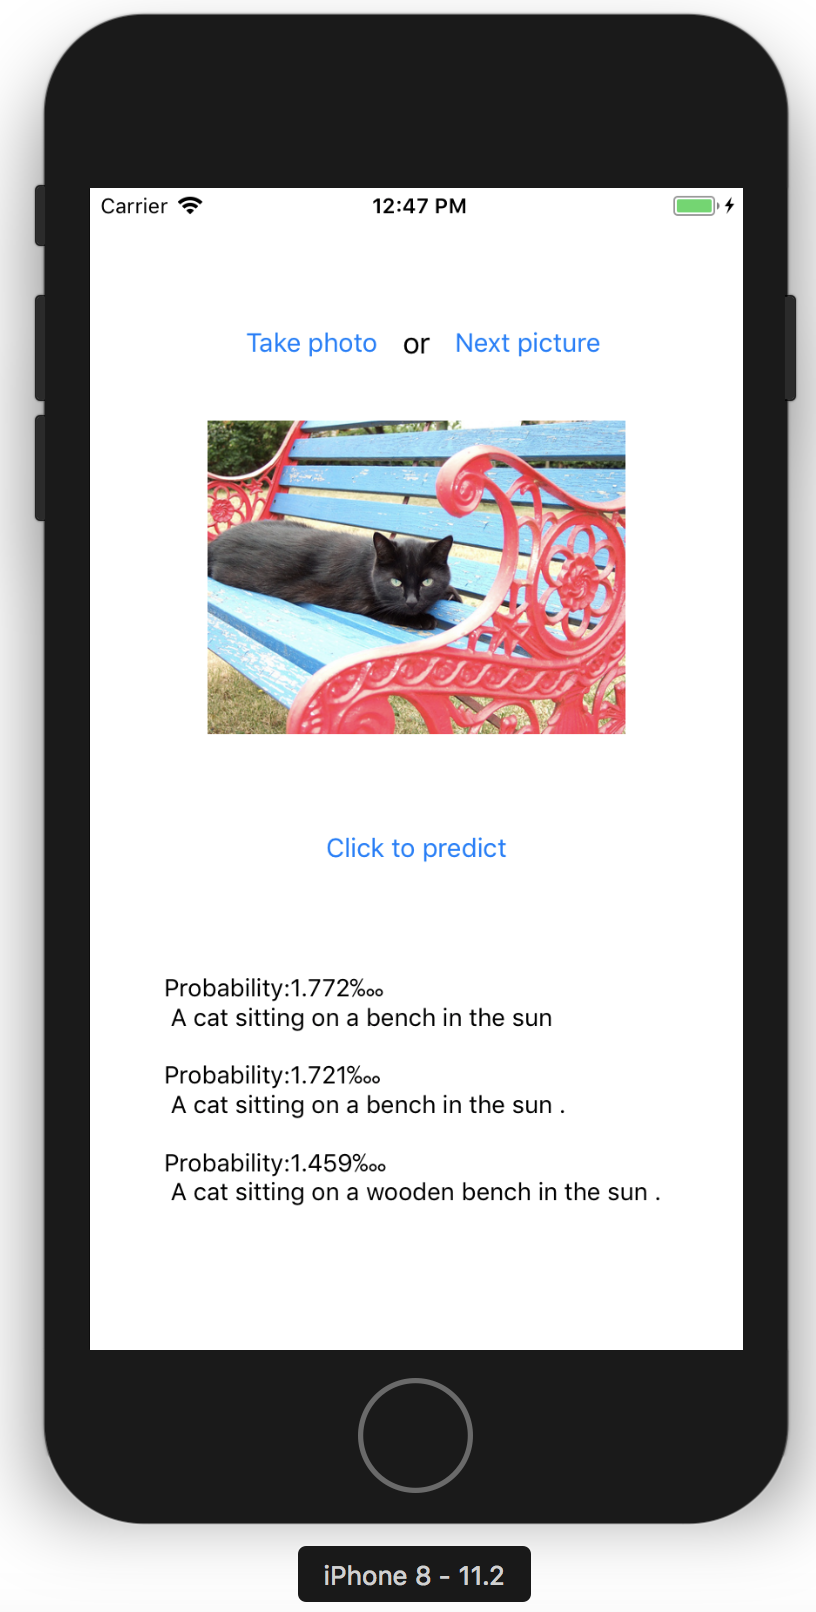 Carrier 12:47 PM
Take photo or Next picture
Click to predict
Probability:1.772‱
A cat sitting on a bench in the sun
Probability:1.721‱
A cat sitting on a bench in the sun .
Probability:1.459‱
A cat sitting on a wooden bench in the sun .
iPhone 8 - 11.2